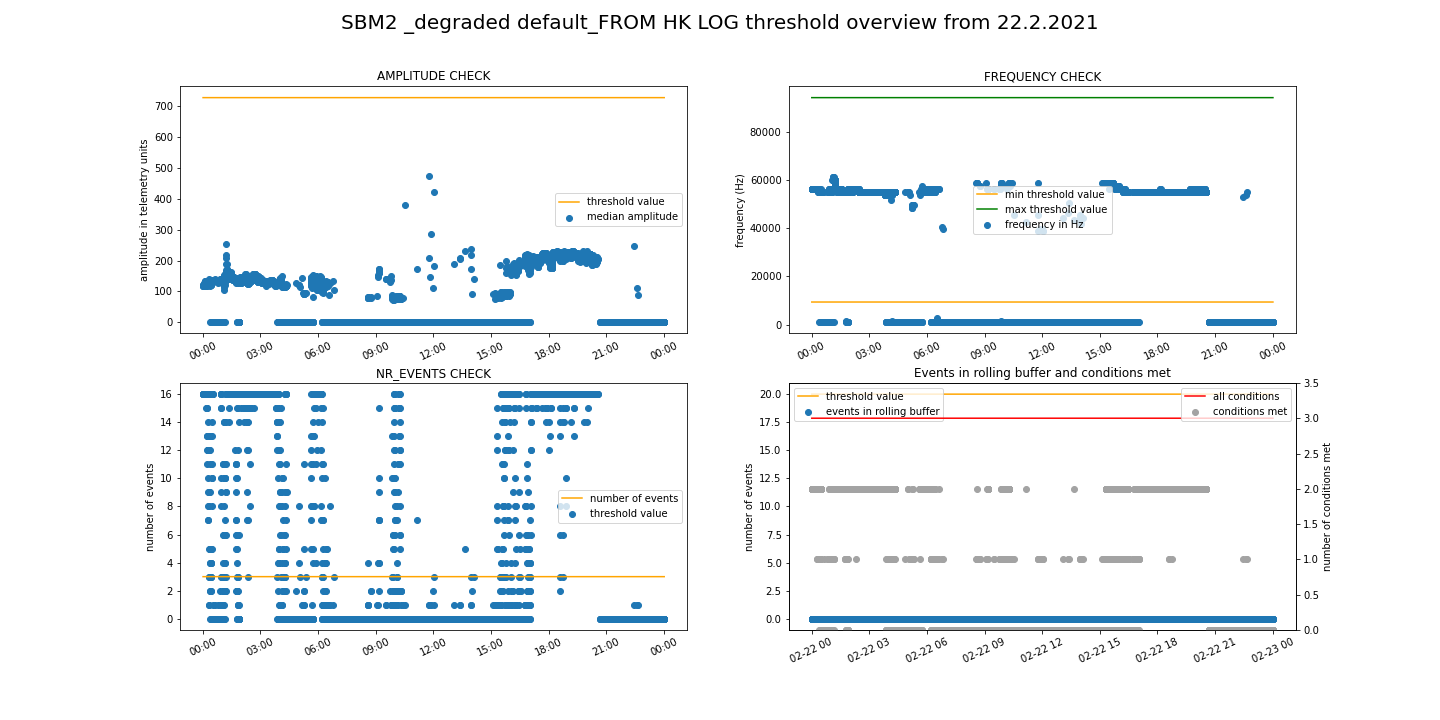 SBM2 _degraded default_FROM HK LOG threshold overview from 22.2.2021
AMPLITUDE CHECK
amplitude in telemetry units
700
600
500
400
300
200
100
0
threshold value
median amplitude
00:00 03:00 06:00 09:00 12:00 15:00 18:00 21:00 00:00
FREQUENCY CHECK
frequency (Hz)
80000
60000
40000
20000
0
min threshold value
max threshold value
frequency in Hz
00:00 03:00 06:00 09:00 12:00 15:00 18:00 21:00 00:00
NR_EVENTS CHECK
number of events
16
14
12
10
8
6
4
2
0
number of events
threshold value
00:00 03:00 06:00 09:00 12:00 15:00 18:00 21:00 00:00
Events in rolling buffer and conditions met
number of events
20.0
17.5
15.0
12.5
10.0
7.5
5.0
2.5
0.0
threshold value
events in rolling buffer
all conditions
conditions met
3.5
3.0
2.5
2.0
1.5
1.0
0.5
0.0
number of conditions met
02-22 00 02-22 03 02-22 06 02-22 09 02-22 12 02-22 15 02-22 18 02-22 21 02-23 00